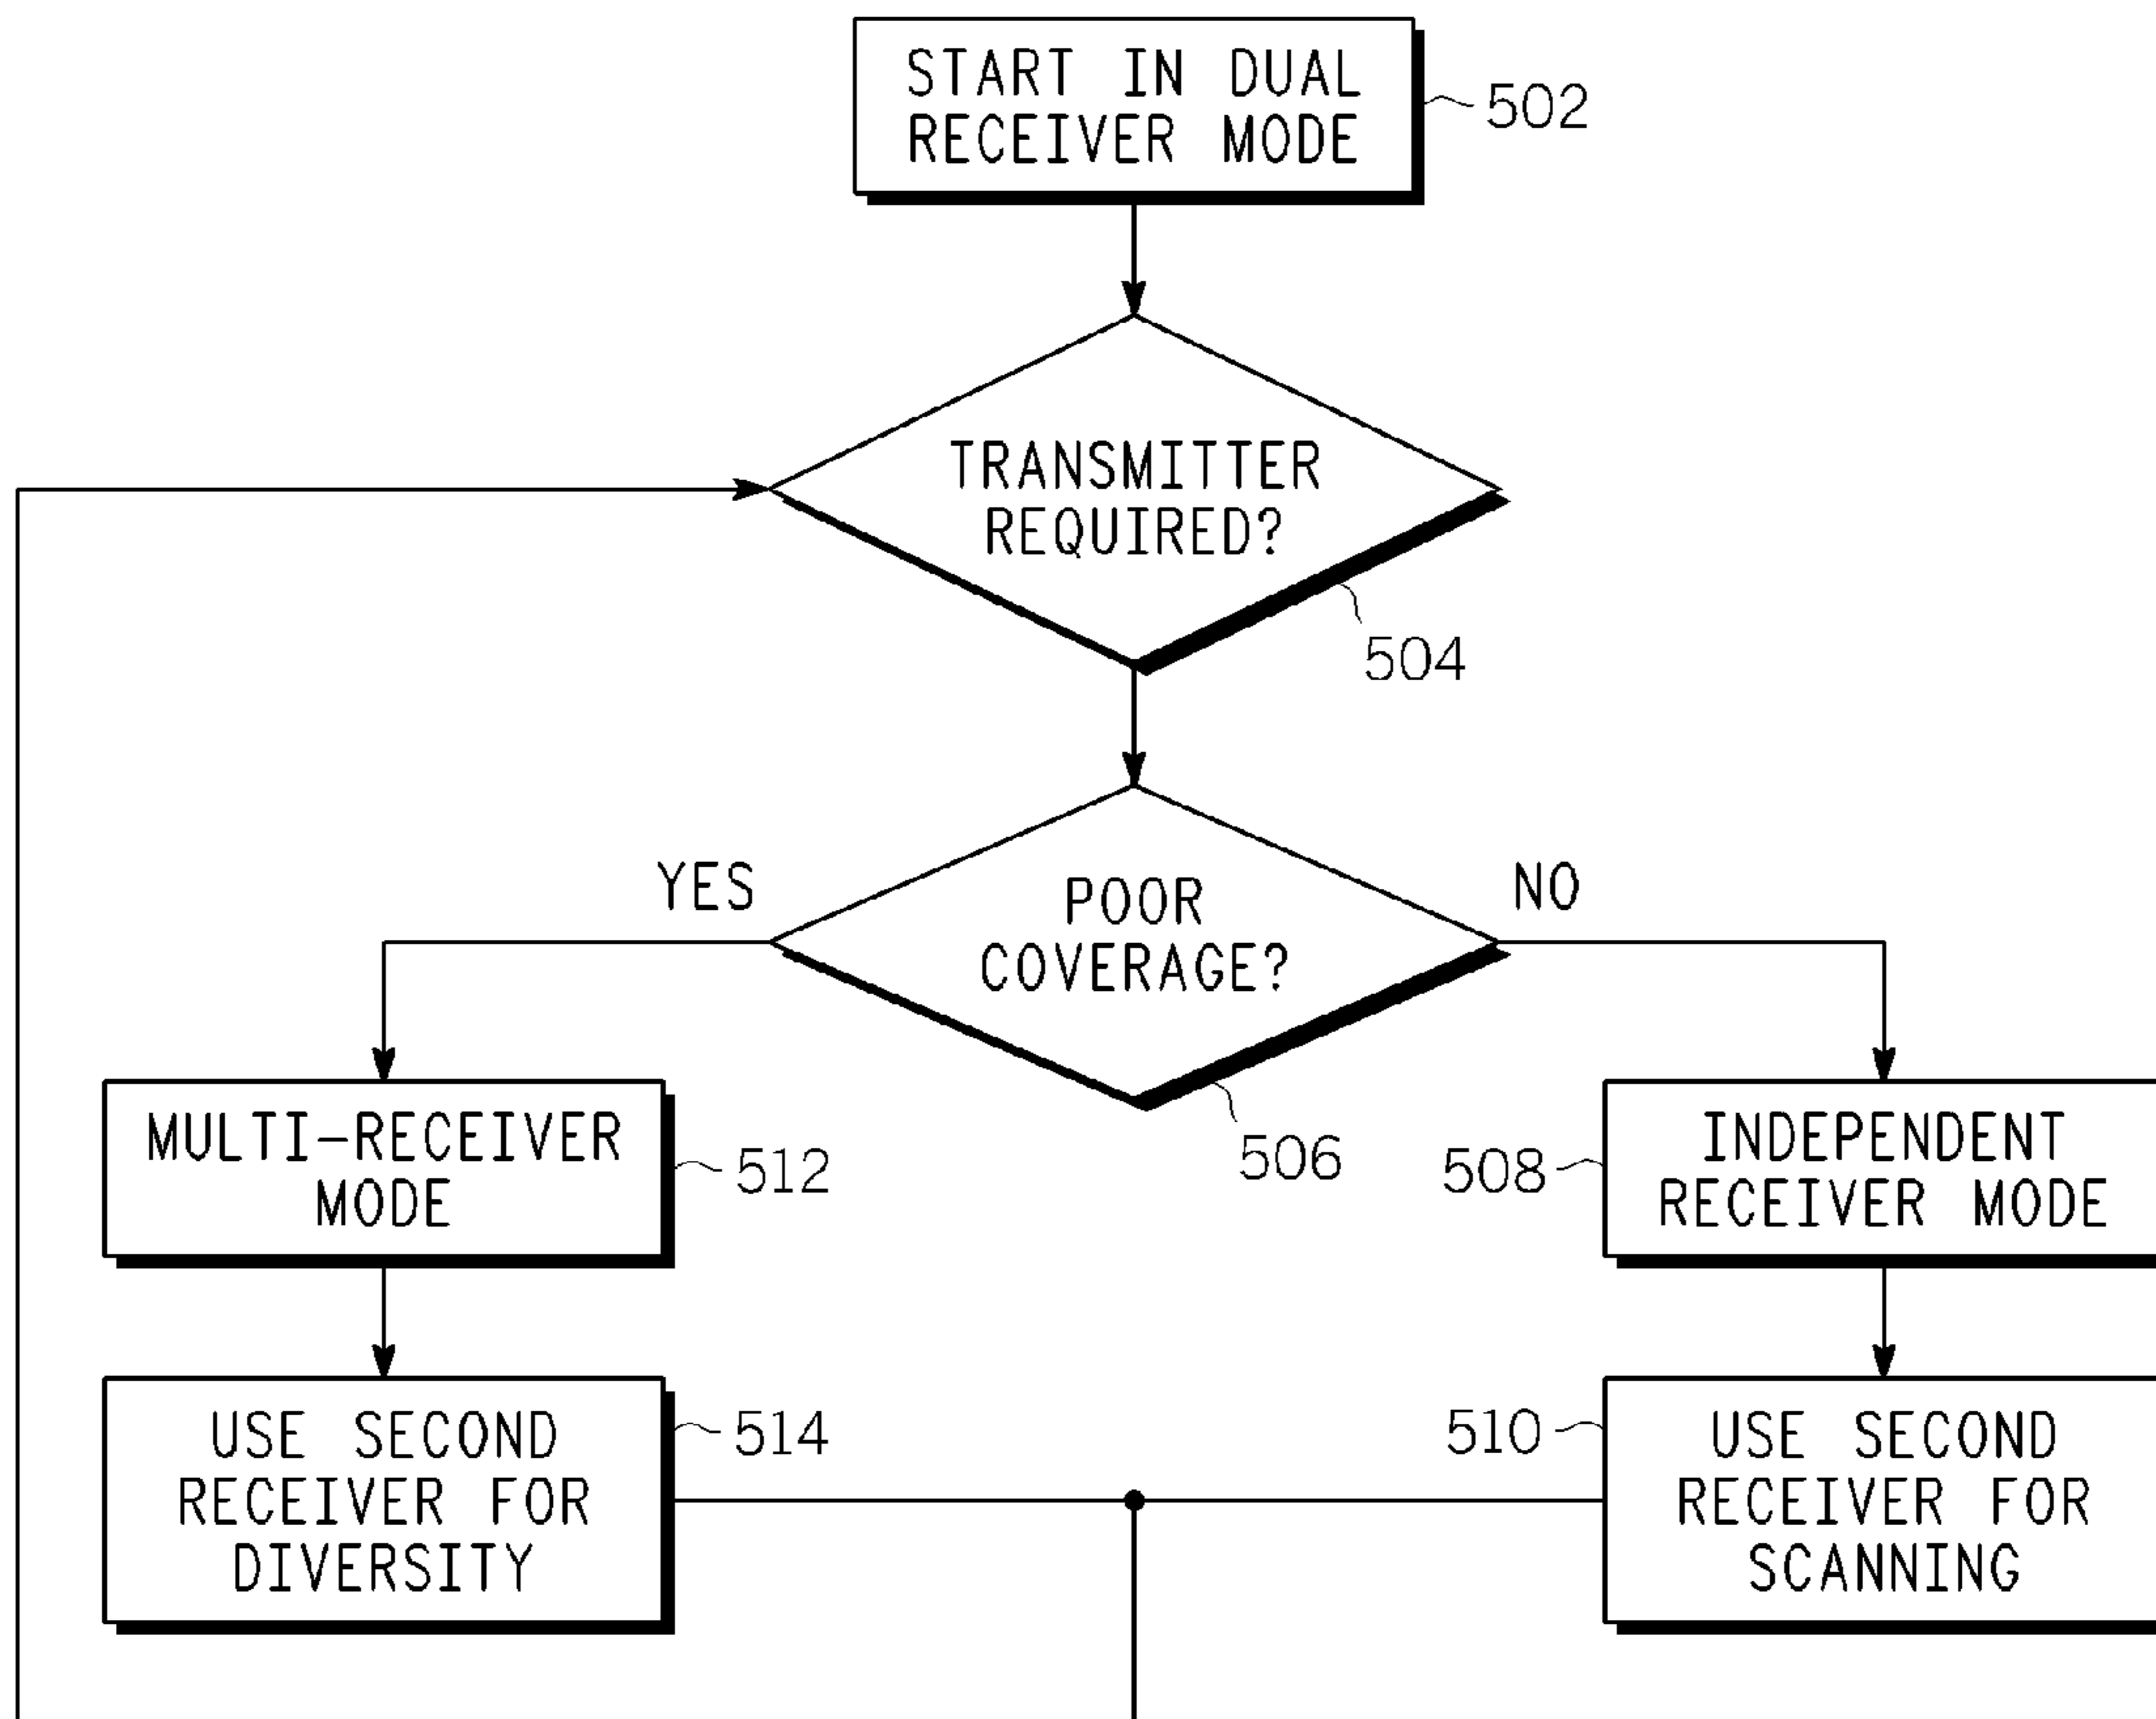 START IN DUAL
RECEIVER MODE
502
TRANSMITTER
REQUIRED?
504
YES
POOR
COVERAGE?
NO
506
MULTI-RECEIVER
MODE
512
508
INDEPENDENT
RECEIVER MODE
USE SECOND
RECEIVER FOR
DIVERSITY
514
510
USE SECOND
RECEIVER FOR
SCANNING